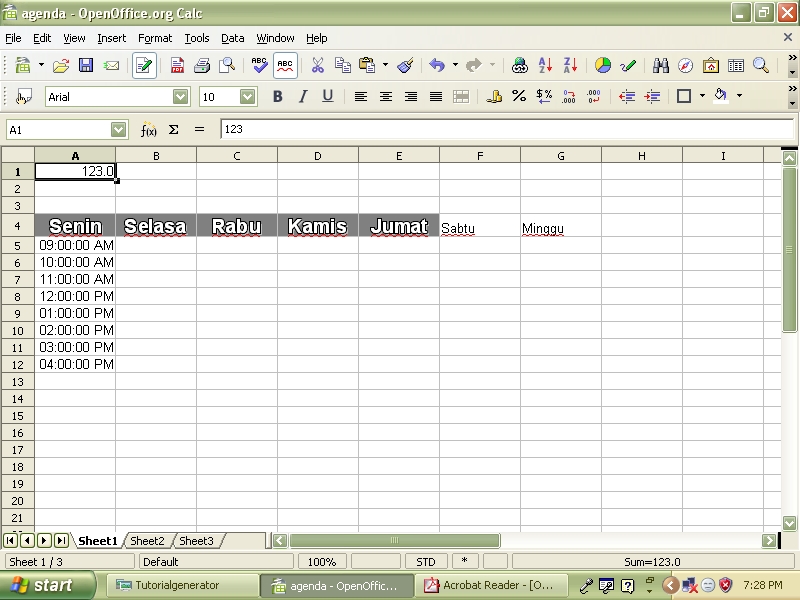 agenda - OpenOffice.org Calc
File Edit View Insert Format Tools Data Window Help
ABC ABC
Arial 10 B I U
A1 f(x) Σ = 123
A B C D E F G H I
1 123.0
2
3
4 Senin Selasa Rabu Kamis Jumat Sabtu Minggu
5 09:00:00 AM
6 10:00:00 AM
7 11:00:00 AM
8 12:00:00 PM
9 01:00:00 PM
10 02:00:00 PM
11 03:00:00 PM
12 04:00:00 PM
13
14
15
16
17
18
19
20
21
Sheet1 Sheet2 Sheet3
Sheet 1 / 3 Default 100% STD * Sum=123.0
start Tutorialgenerator agenda - OpenOffic... Acrobat Reader - [O... 7:28 PM